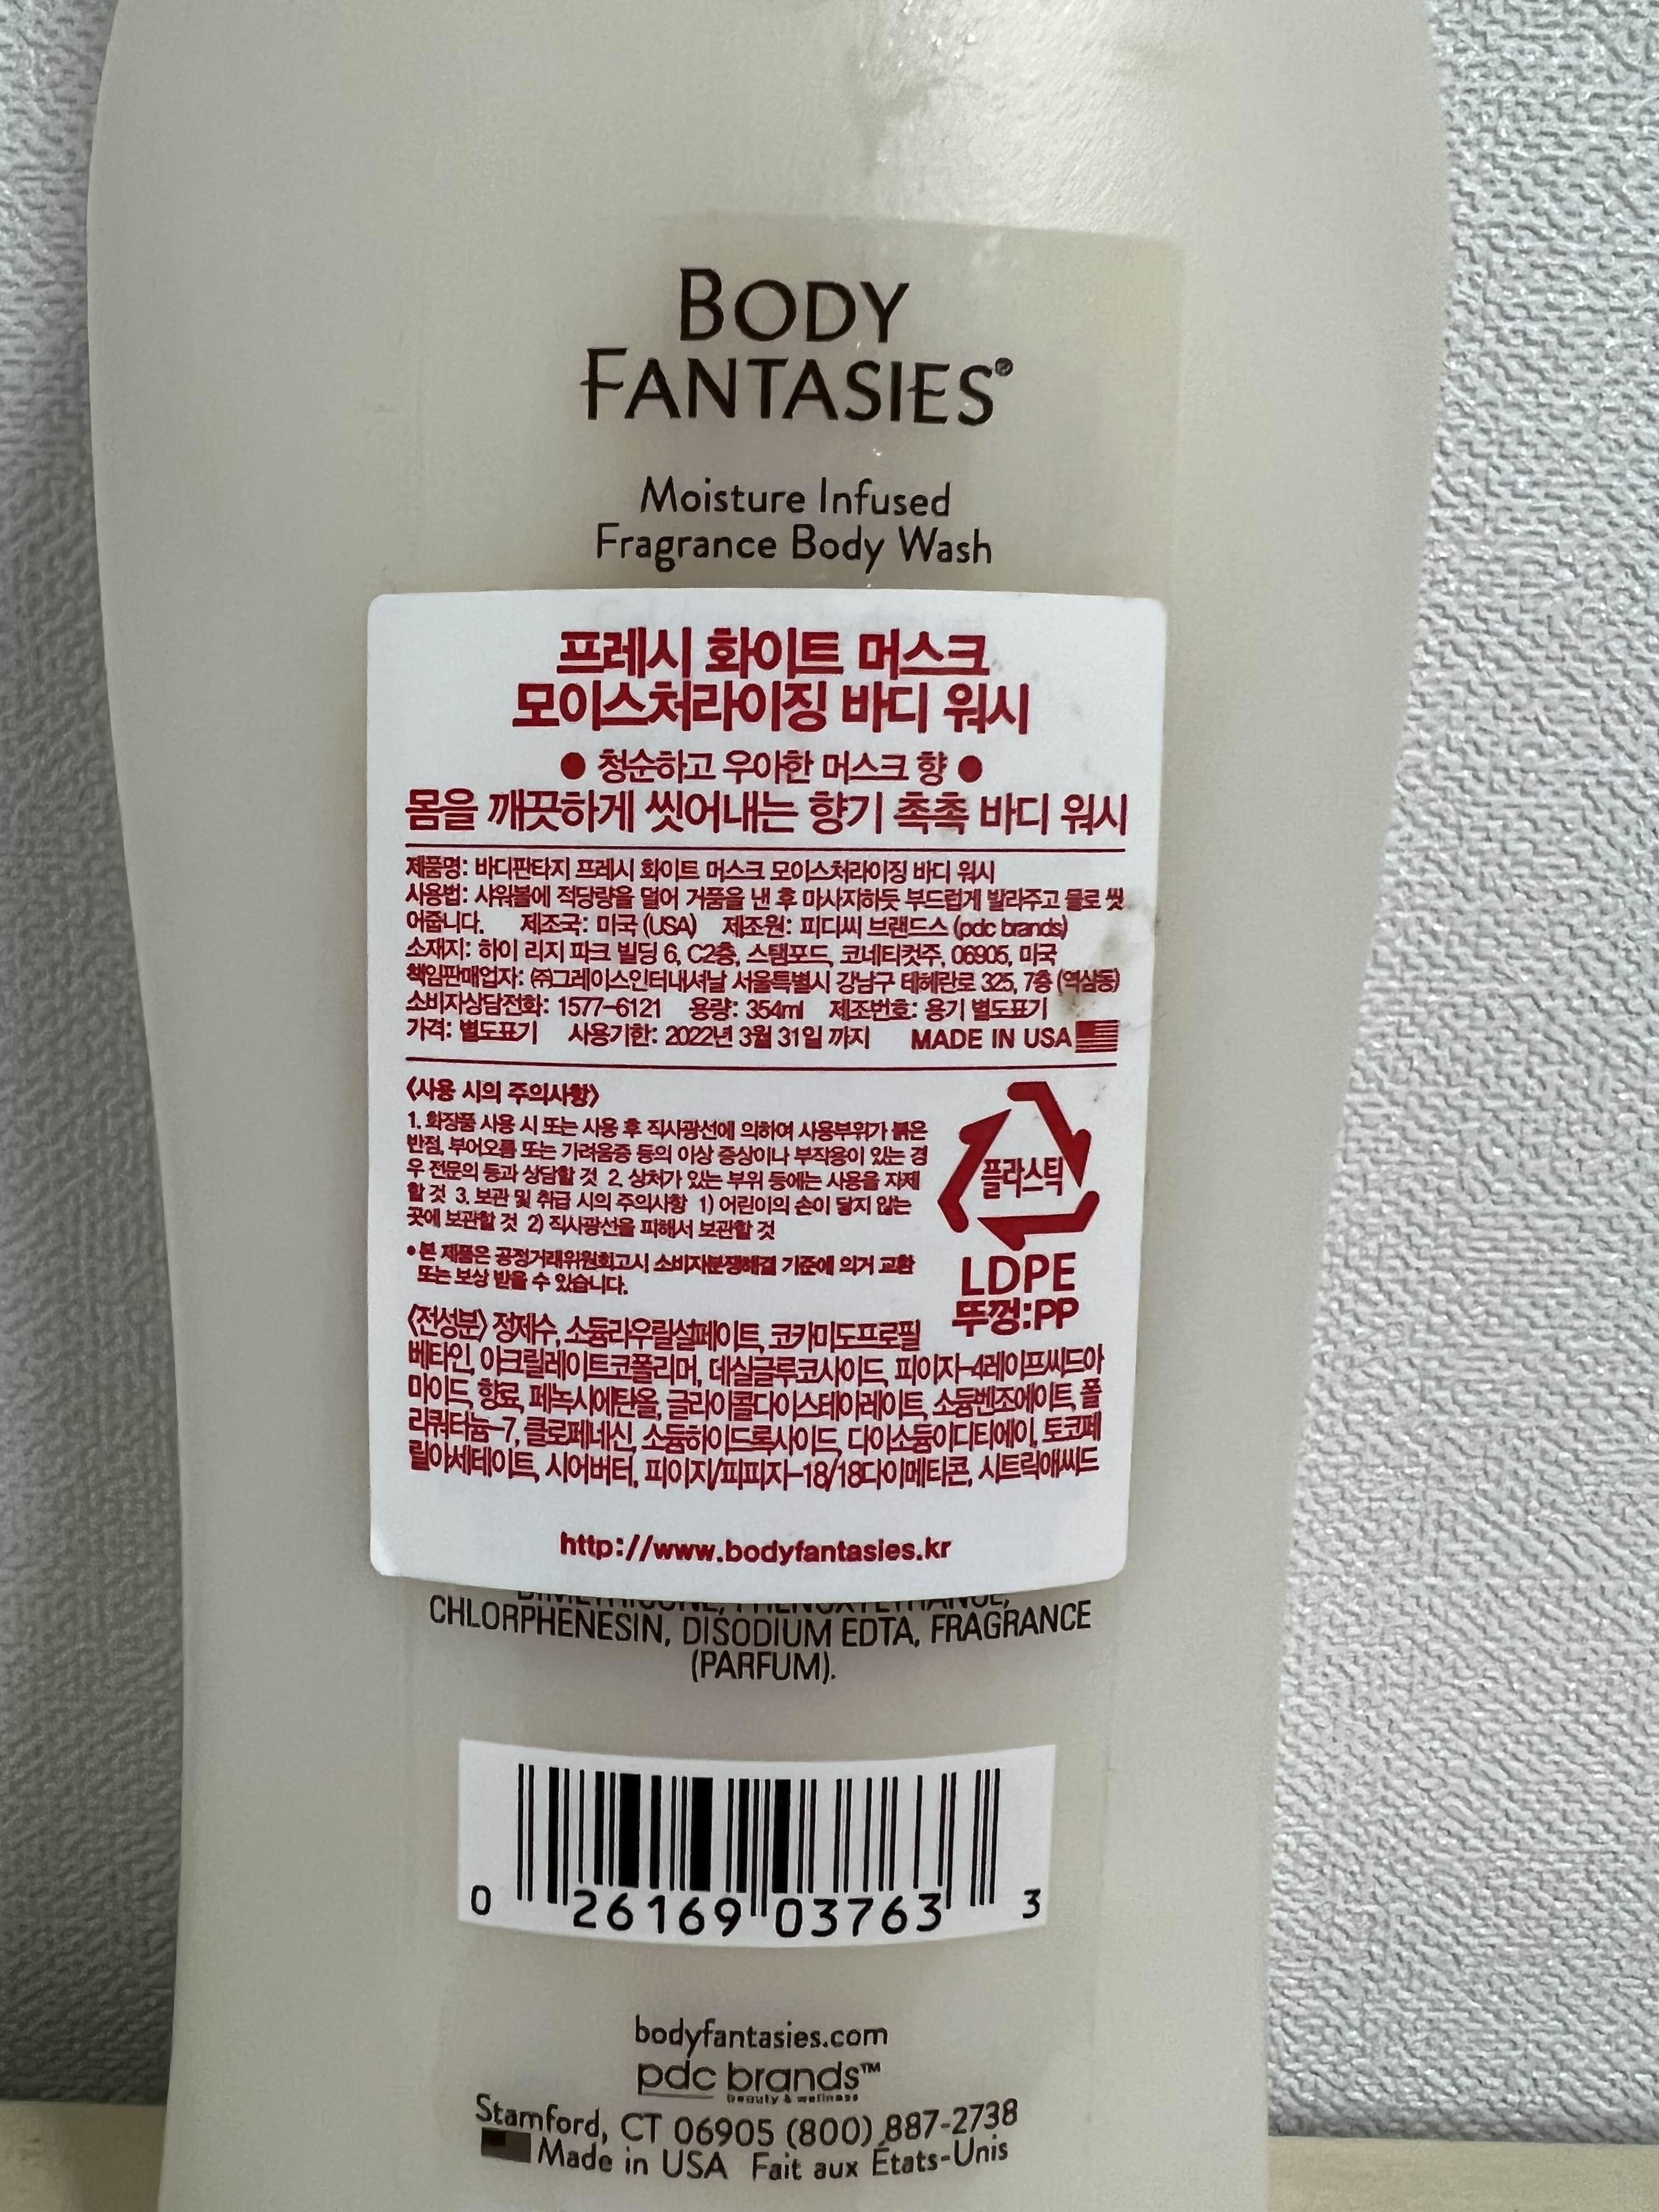 BODY
FANTASIES®
Moisture Infused
Fragrance Body Wash
프레시 화이트 머스크
모이스처라이징 바디 워시
● 청순하고 우아한 머스크 향 ●
몸을 깨끗하게 씻어내는 향기 촉촉 바디 워시
제품명: 바디판타지 프레시 화이트 머스크 모이스처라이징 바디 워시
사용법: 샤워볼에 적당량을 덜어 거품을 낸 후 마사지하듯 부드럽게 발라주고 물로 씻
어줍니다. 제조국: 미국 (USA) 제조원: 피디씨 브랜드스 (pdc brands)
소재지: 하이 리지 파크 빌딩 6, C2층, 스탬포드, 코네티컷주, 06905, 미국
책임판매업자: ㈜그레이스인터내셔날 서울특별시 강남구 테헤란로 325, 7층 (역삼동)
소비자상담전화: 1577-6121 용량: 354ml 제조번호: 용기 별도표기
가격: 별도표기 사용기한: 2022년 3월 31일 까지 MADE IN USA
〈사용 시의 주의사항〉
1. 화장품 사용 시 또는 사용 후 직사광선에 의하여 사용부위가 붉은
반점, 부어오름 또는 가려움증 등의 이상 증상이나 부작용이 있는 경
우 전문의 등과 상담할 것 2. 상처가 있는 부위 등에는 사용을 자제
할 것 3. 보관 및 취급 시의 주의사항 1) 어린이의 손이 닿지 않는
곳에 보관할 것 2) 직사광선을 피해서 보관할 것
• 본 제품은 공정거래위원회고시 소비자분쟁해결 기준에 의거 교환
또는 보상 받을 수 있습니다.
플라스틱
LDPE
뚜껑:PP
〈전성분〉 정제수, 소듐라우릴설페이트, 코카미도프로필
베타인, 아크릴레이트코폴리머, 데실글루코사이드, 피이지-4레이프씨드아
마이드, 향료, 페녹시에탄올, 글라이콜다이스테아레이트, 소듐벤조에이트, 폴
리쿼터늄-7, 클로페네신, 소듐하이드록사이드, 다이소듐이디티에이, 토코페
릴아세테이트, 시어버터, 피이지/피피지-18/18다이메티콘, 시트릭애씨드
http://www.bodyfantasies.kr
DIMETHICONE, PHENOXYETHANOL,
CHLORPHENESIN, DISODIUM EDTA, FRAGRANCE
(PARFUM).
0 26169 03763 3
bodyfantasies.com
pdc brands™
beauty & wellness
Stamford, CT 06905 (800) 887-2738
Made in USA Fait aux États-Unis